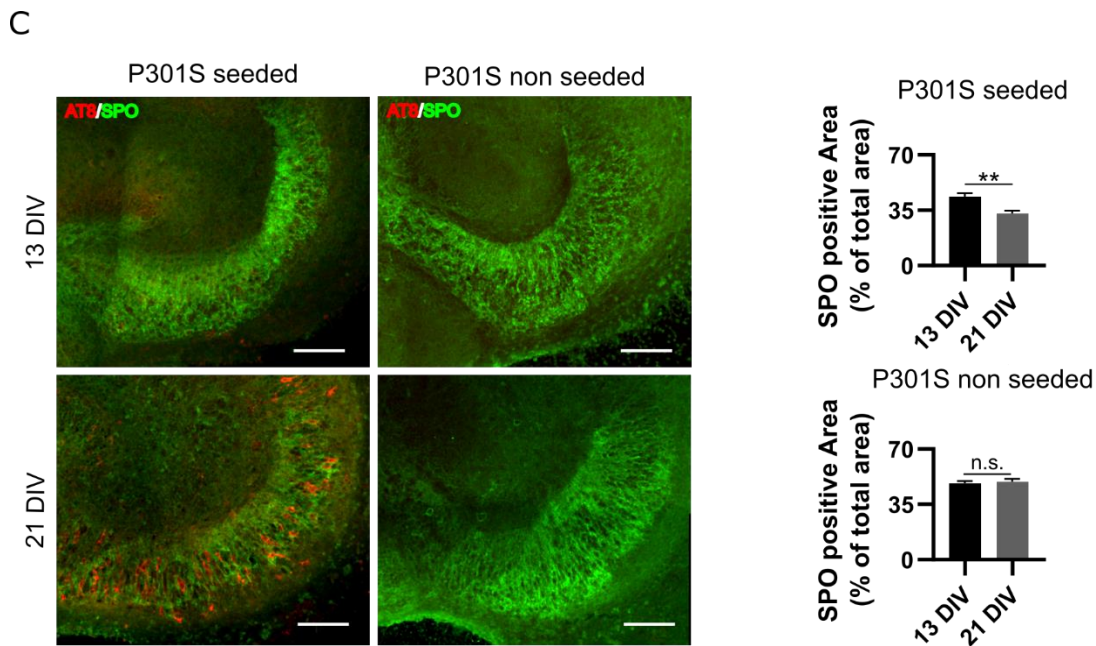 C
P301S seeded
P301S non seeded
AT8/SPO
AT8/SPO
13 DIV
21 DIV
P301S seeded
SPO positive Area
(% of total area)
70
35
0
**
13 DIV
21 DIV
P301S non seeded
SPO positive Area
(% of total area)
70
35
0
n.s.
13 DIV
21 DIV